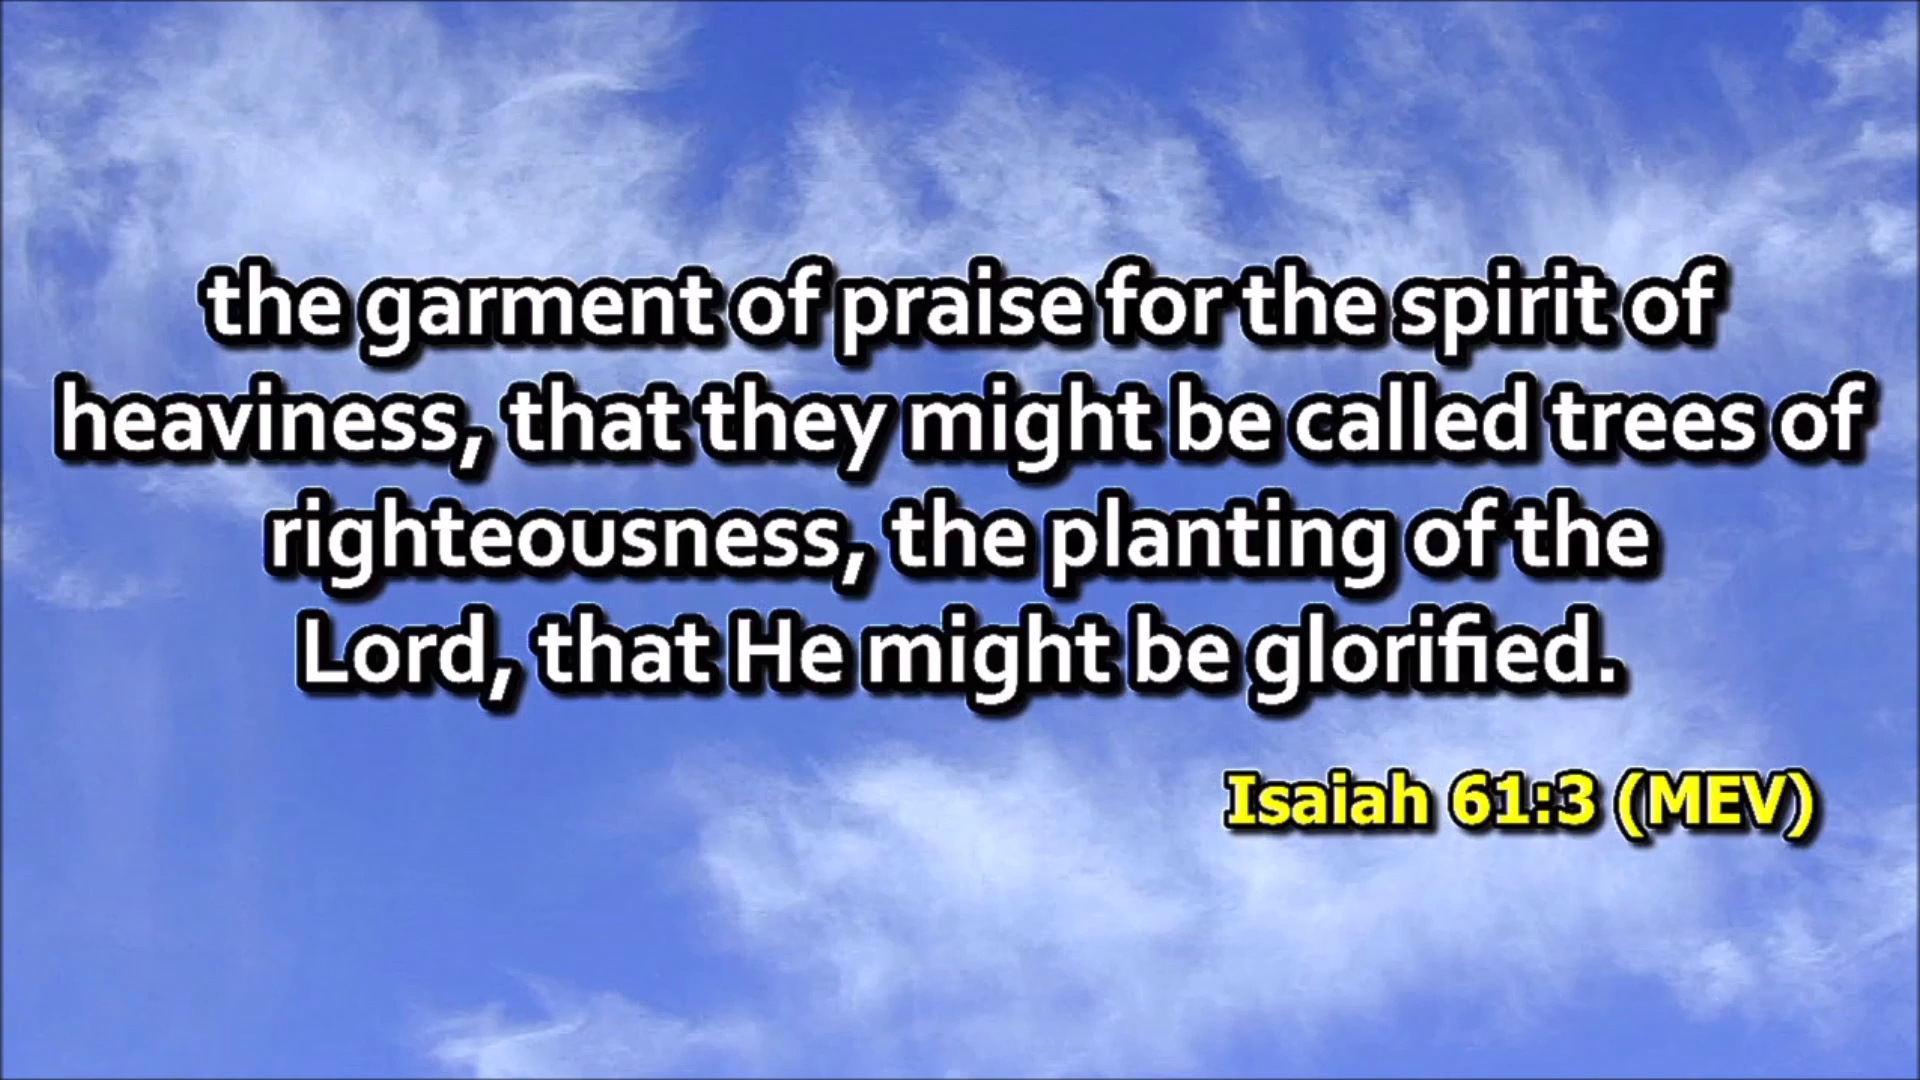 the garment of praise for the spirit of
heaviness, that they might be called trees of
righteousness, the planting of the
Lord, that He might be glorified.
Isaiah 61:3 (MEV)